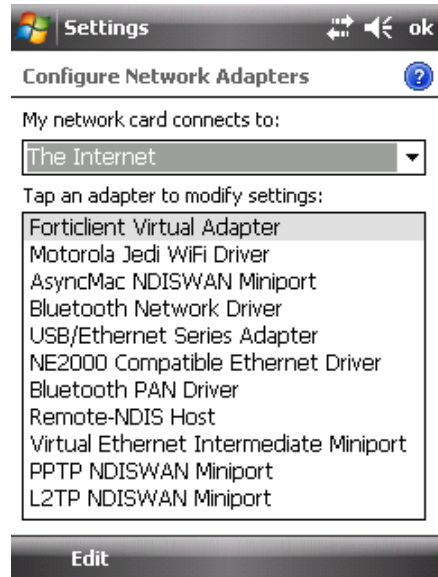 Settings ok
Configure Network Adapters ?
My network card connects to:
The Internet
Tap an adapter to modify settings:
Forticlient Virtual Adapter
Motorola Jedi WiFi Driver
AsyncMac NDISWAN Miniport
Bluetooth Network Driver
USB/Ethernet Series Adapter
NE2000 Compatible Ethernet Driver
Bluetooth PAN Driver
Remote-NDIS Host
Virtual Ethernet Intermediate Miniport
PPTP NDISWAN Miniport
L2TP NDISWAN Miniport
Edit